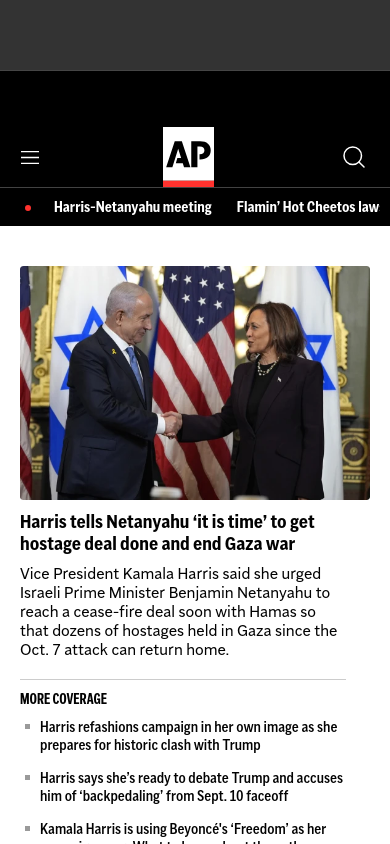 AP
Harris-Netanyahu meeting Flamin’ Hot Cheetos law
Harris tells Netanyahu ‘it is time’ to get
hostage deal done and end Gaza war
Vice President Kamala Harris said she urged
Israeli Prime Minister Benjamin Netanyahu to
reach a cease-fire deal soon with Hamas so
that dozens of hostages held in Gaza since the
Oct. 7 attack can return home.
MORE COVERAGE
Harris refashions campaign in her own image as she
prepares for historic clash with Trump
Harris says she’s ready to debate Trump and accuses
him of ‘backpedaling’ from Sept. 10 faceoff
Kamala Harris is using Beyoncé's ‘Freedom’ as her